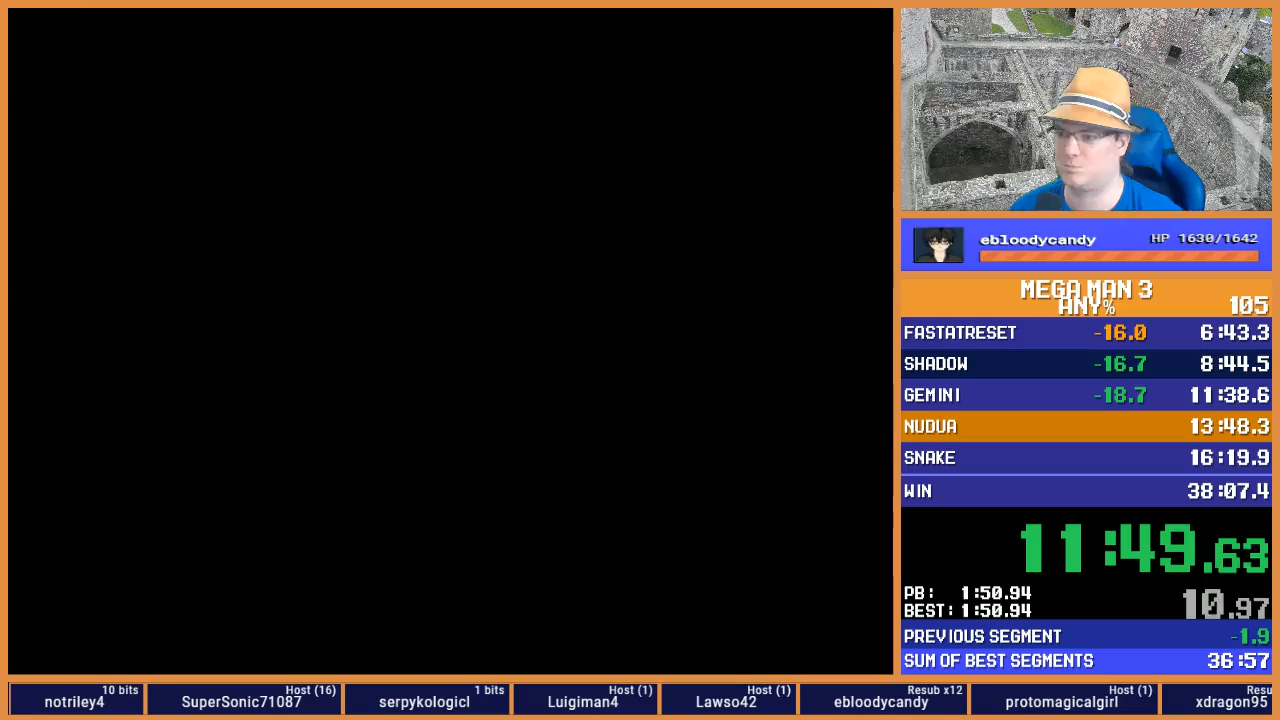 ebloodycandy HP 1630/1642
MEGA MAN 3
ANY% 105
FASTATRESET -16.0 6:43.3
SHADOW -16.7 8:44.5
GEMINI -18.7 11:38.6
NUDUA 13:48.3
SNAKE 16:19.9
WIN 38:07.4
11:49.63
PB: 1:50.94
BEST: 1:50.94
10.97
PREVIOUS SEGMENT -1.9
SUM OF BEST SEGMENTS 36:57
10 bits
notriley4
Host (16)
SuperSonic71087
1 bits
serpykologicl
Host (1)
Luigiman4
Host (1)
Lawso42
Resub x12
ebloodycandy
Host (1)
protomagicalgirl
Resu
xdragon95